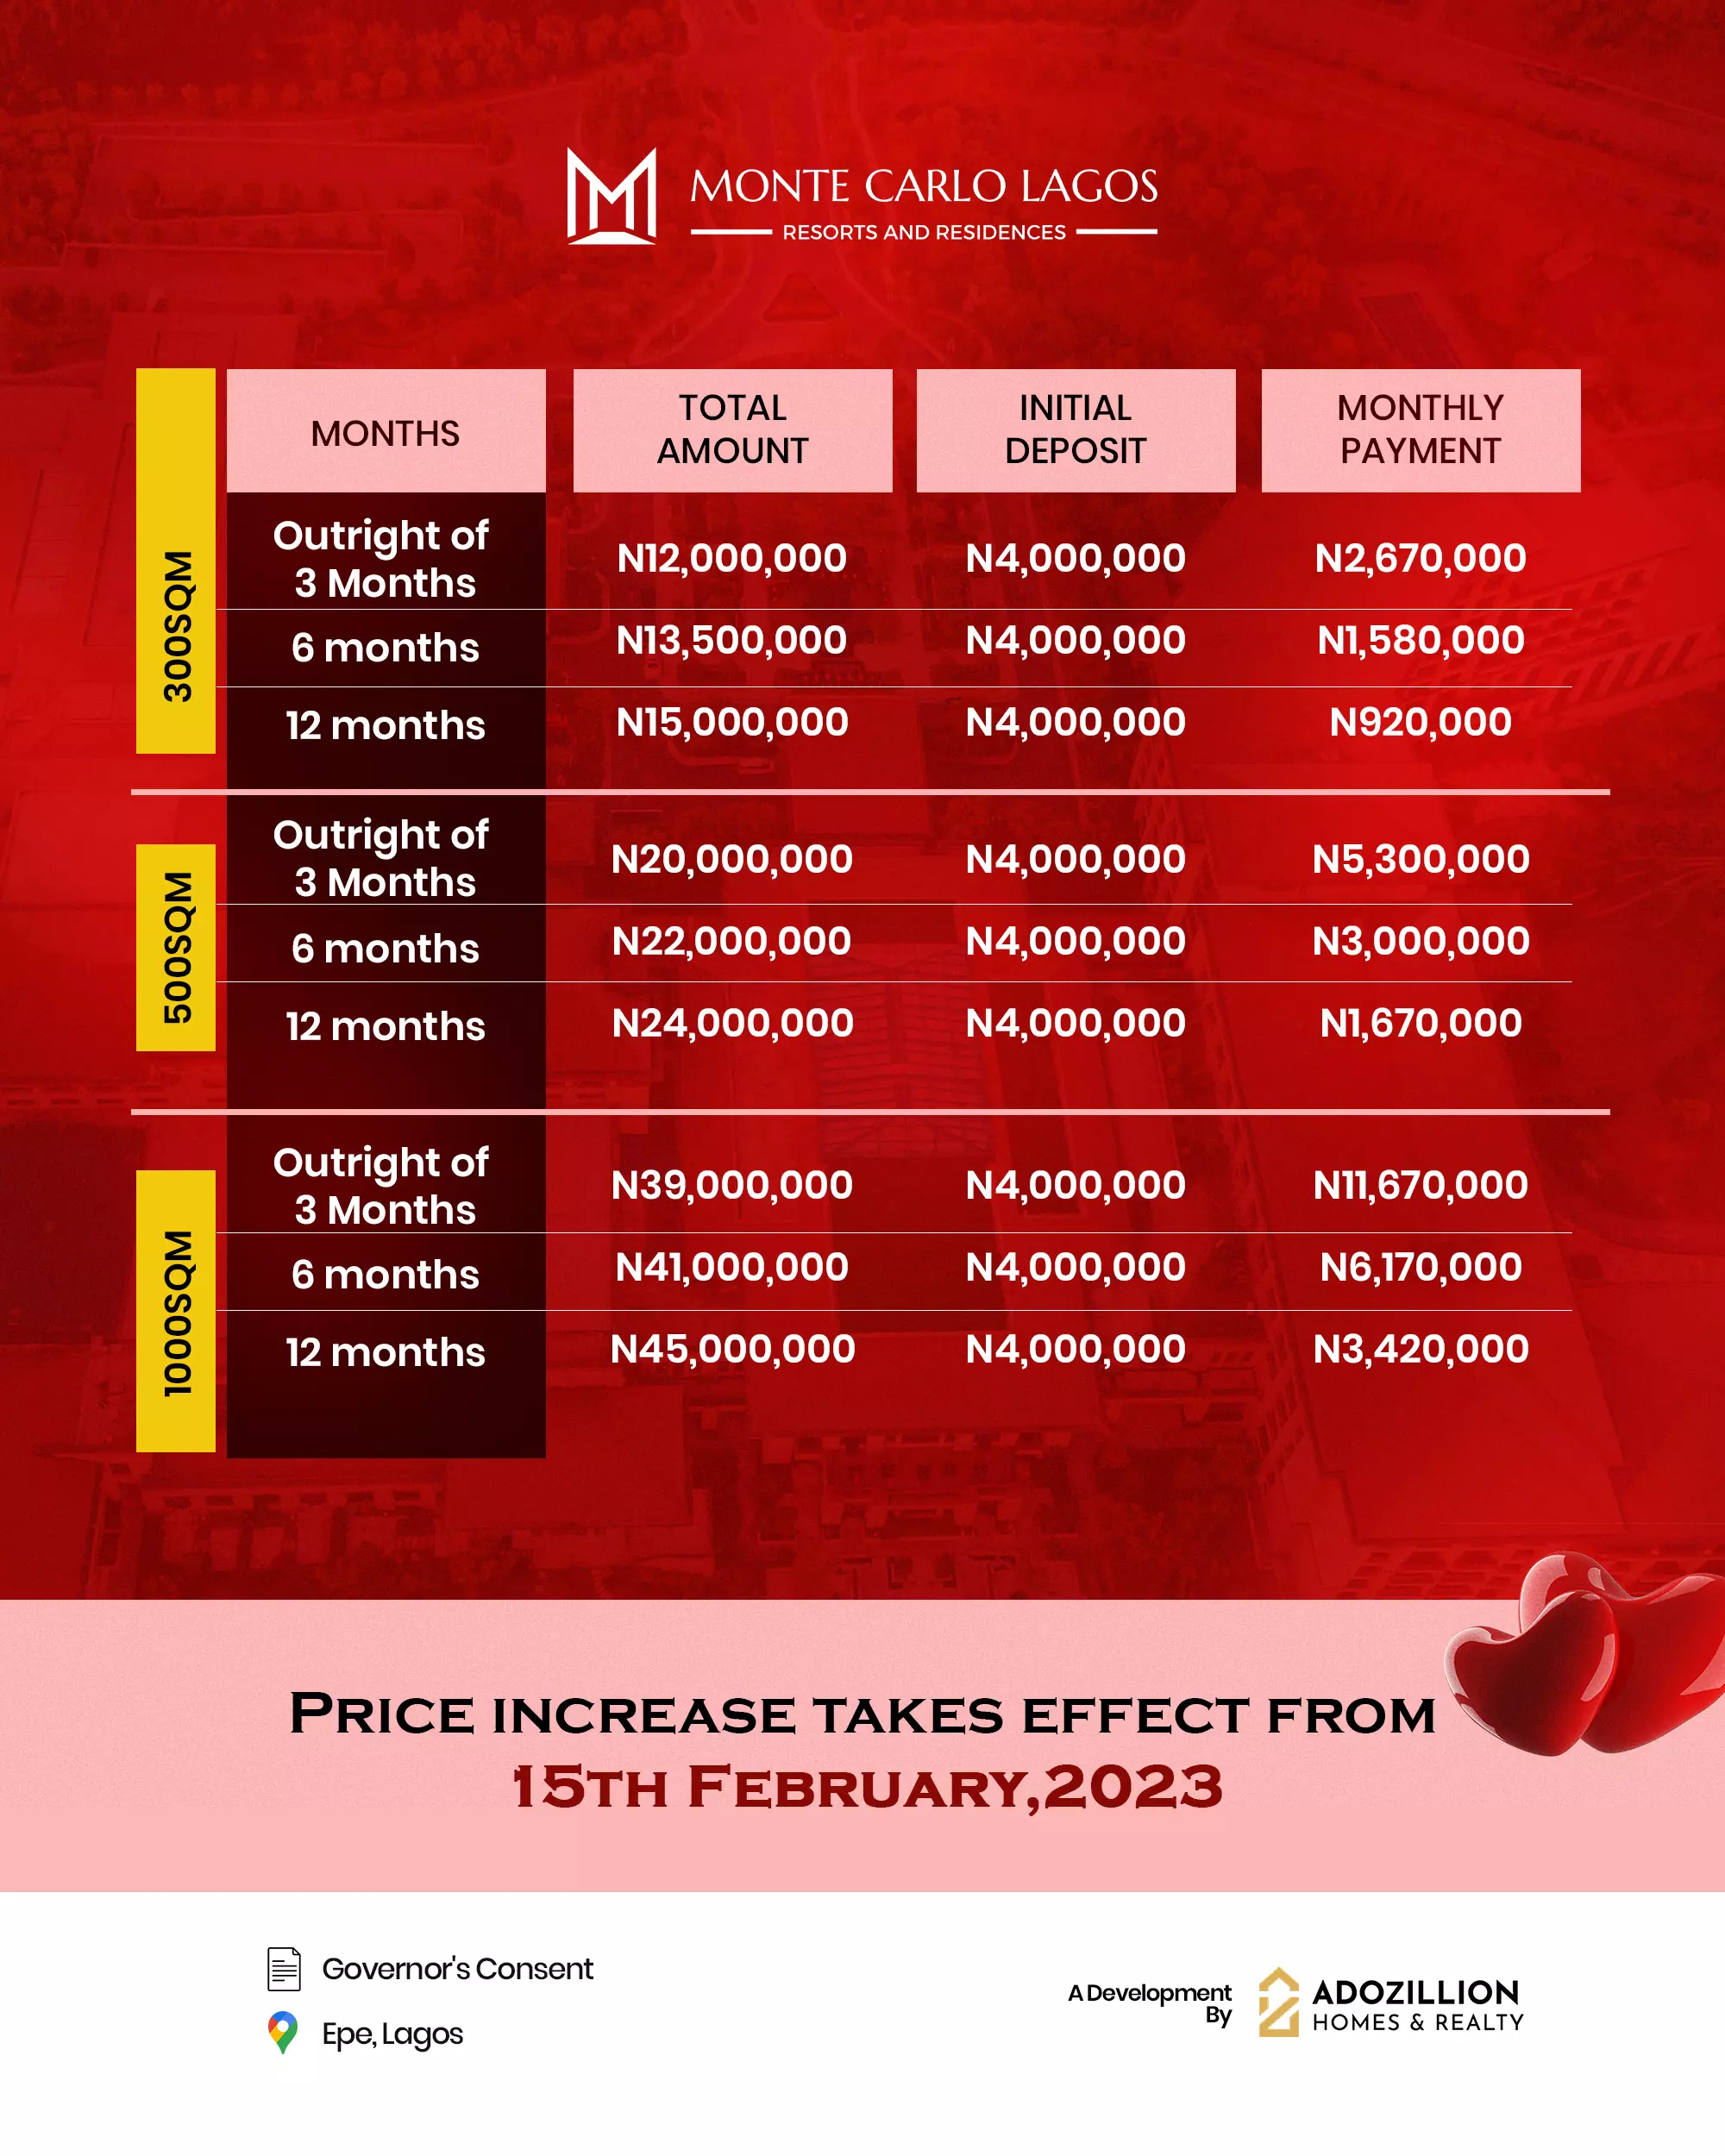 MONTE CARLO LAGOS
RESORTS AND RESIDENCES
MONTHS
TOTAL
AMOUNT
INITIAL
DEPOSIT
MONTHLY
PAYMENT
300SQM
Outright of
3 Months
N12,000,000
N4,000,000
N2,670,000
6 months
N13,500,000
N4,000,000
N1,580,000
12 months
N15,000,000
N4,000,000
N920,000
500SQM
Outright of
3 Months
N20,000,000
N4,000,000
N5,300,000
6 months
N22,000,000
N4,000,000
N3,000,000
12 months
N24,000,000
N4,000,000
N1,670,000
1000SQM
Outright of
3 Months
N39,000,000
N4,000,000
N11,670,000
6 months
N41,000,000
N4,000,000
N6,170,000
12 months
N45,000,000
N4,000,000
N3,420,000
PRICE INCREASE TAKES EFFECT FROM
15TH FEBRUARY,2023
Governor's Consent
Epe, Lagos
A Development
By
ADOZILLION
HOMES & REALTY